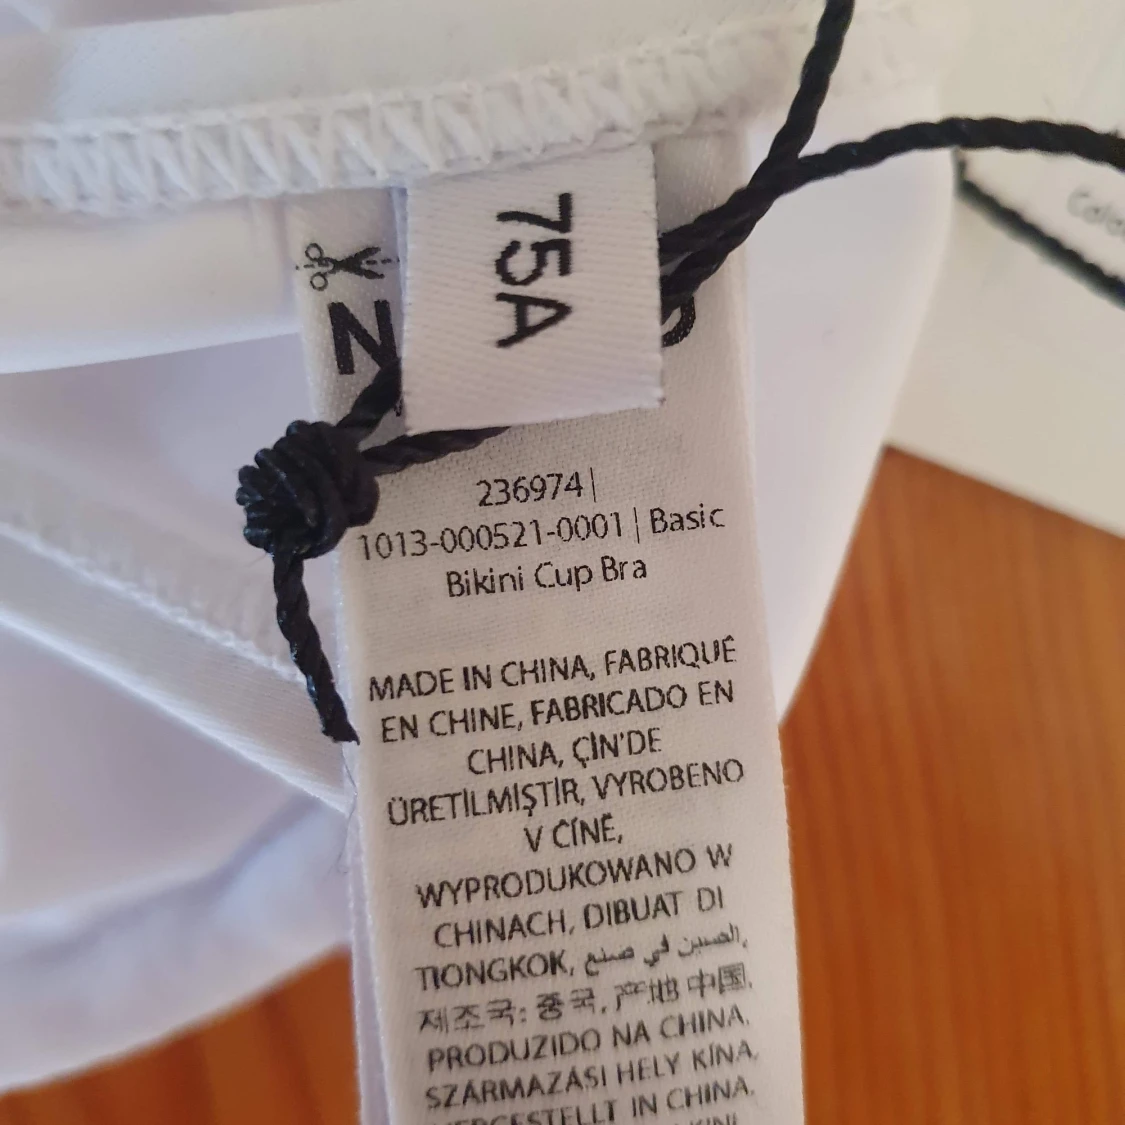 75A
236974 |
1013-000521-0001 | Basic
Bikini Cup Bra
MADE IN CHINA, FABRIQUÉ
EN CHINE, FABRICADO EN
CHINA, ÇİN'DE
ÜRETİLMİŞTİR, VYROBENO
V ČÍNĚ,
WYPRODUKOWANO W
CHINACH, DIBUAT DI
TIONGKOK, الصين في صنع,
제조국: 중국, 产地 中国,
PRODUZIDO NA CHINA,
SZÁRMAZÁSI HELY KÍNA,
HERGESTELLT IN CHINA,